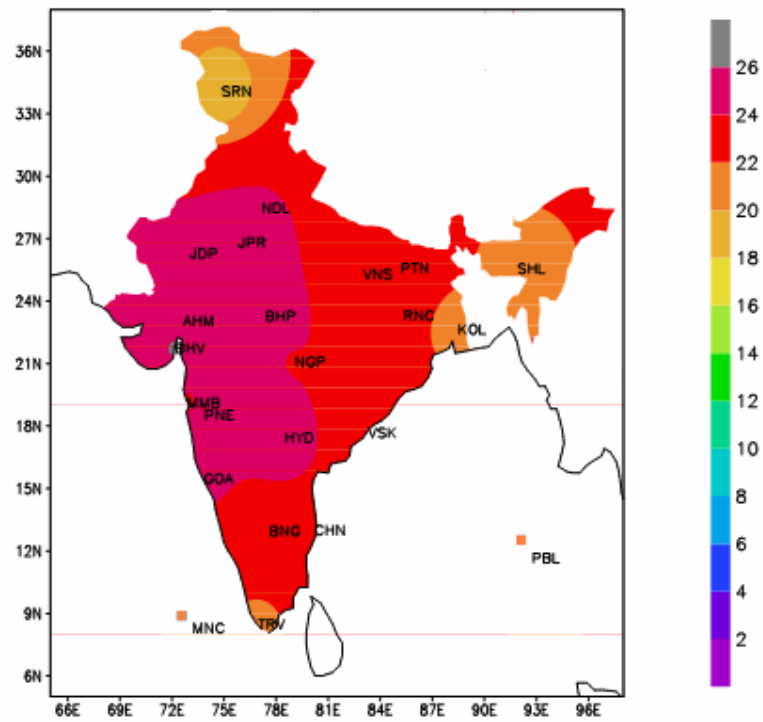 36N
26
SRN
24
33N
22
30N
20
NDL
27N
JPR
JDP
PTN
SHL
VNS
18
24N
AHM
BHP
RNC
16
KOL
BHV
21N
NGP
14
MMB
PNE
12
18N
HYD
VSK
GOA
10
15N
BNG
CHN
8
12N
PBL
6
9N
MNC
TRV
4
6N
2
66E 69E 72E 75E 78E 81E 84E 87E 90E 93E 96E